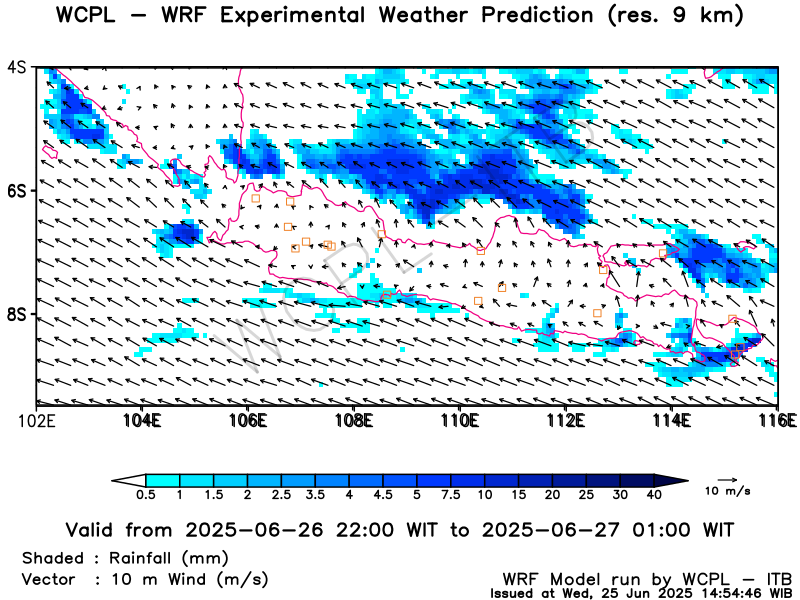 WCPL – WRF Experimental Weather Prediction (res. 9 km)
4S
6S
8S
102E 104E 106E 108E 110E 112E 114E 116E
WCPL
0.5 1 1.5 2 2.5 3.5 4 4.5 5 7.5 10 15 20 25 30 40
10 m/s
Valid from 2025–06–26 22:00 WIT to 2025–06–27 01:00 WIT
Shaded : Rainfall (mm)
Vector : 10 m Wind (m/s)
WRF Model run by WCPL – ITB
Issued at Wed, 25 Jun 2025 14:54:46 WIB